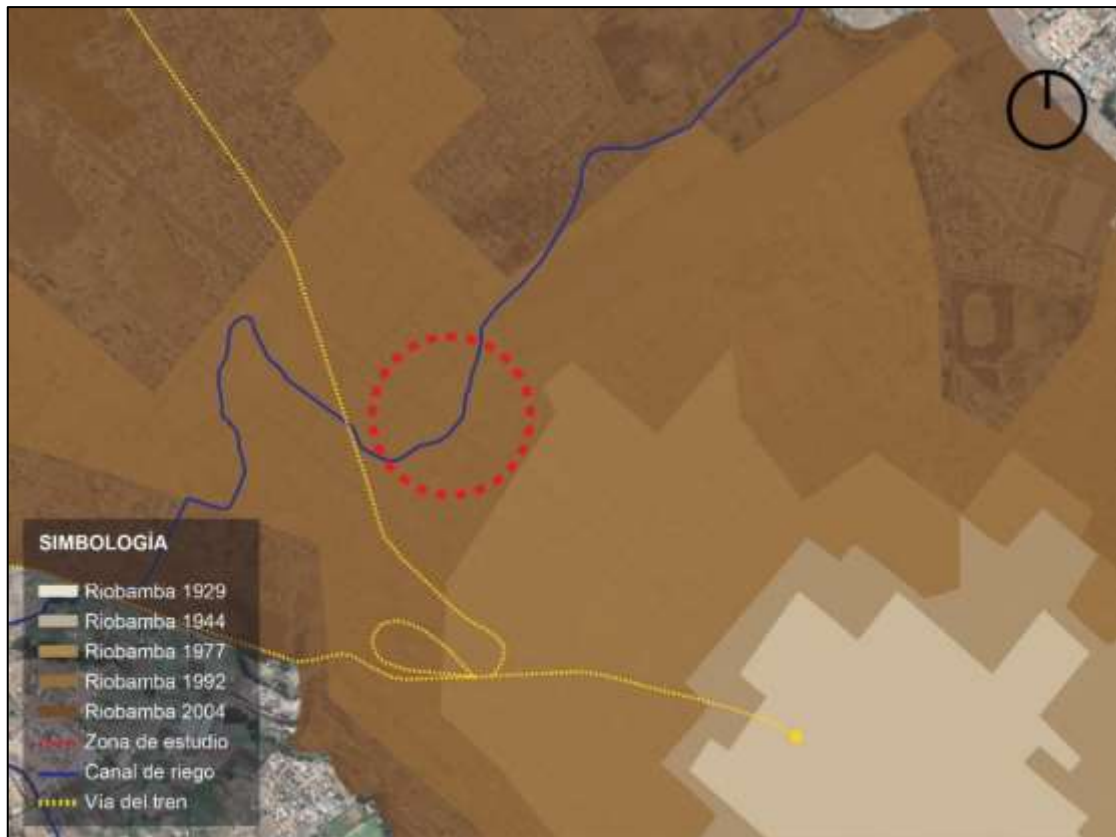 SIMBOLOGÍA
Riobamba 1929
Riobamba 1944
Riobamba 1977
Riobamba 1992
Riobamba 2004
Zona de estudio
Canal de riego
Vía del tren